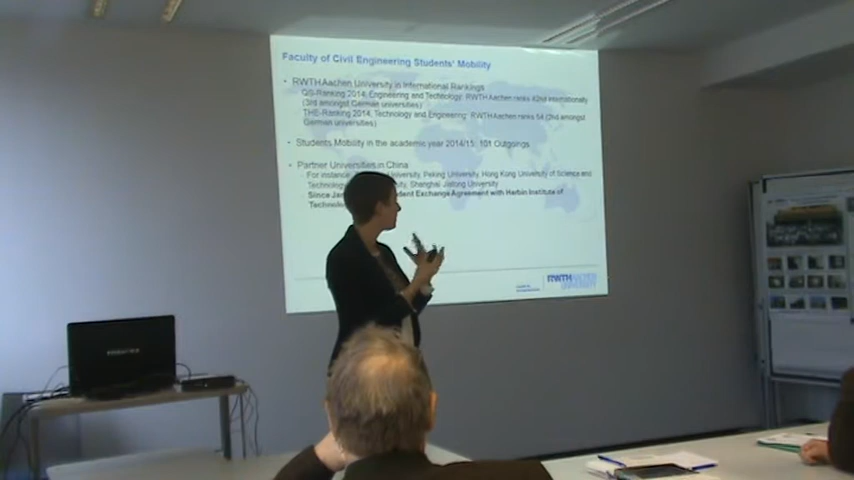 Faculty of Civil Engineering Students' Mobility
RWTH Aachen University in International Rankings
QS-Ranking 2014, Engineering and Technology: RWTH Aachen ranks 42nd internationally
(3rd amongst German universities)
THE-Ranking 2014, Technology and Engineering: RWTH Aachen ranks 54 (2nd amongst
German universities)
Students Mobility in the academic year 2014/15: 101 Outgoings
Partner Universities in China
For instance: University, Peking University, Hong Kong University of Science and
Technology, Shanghai Jiatong University
Since Exchange Agreement with Harbin Institute of
RWTH AACHEN
UNIVERSITY